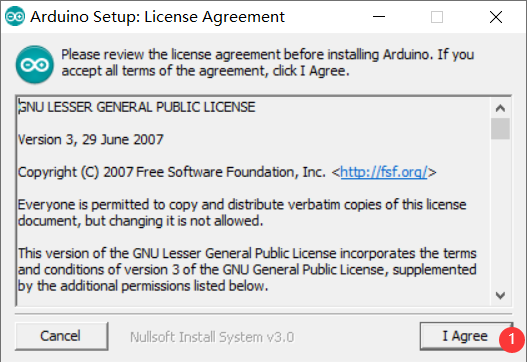 Arduino Setup: License Agreement
Please review the license agreement before installing Arduino. If you
accept all terms of the agreement, click I Agree.
GNU LESSER GENERAL PUBLIC LICENSE
Version 3, 29 June 2007
Copyright (C) 2007 Free Software Foundation, Inc. <http://fsf.org/>
Everyone is permitted to copy and distribute verbatim copies of this license
document, but changing it is not allowed.
This version of the GNU Lesser General Public License incorporates the terms
and conditions of version 3 of the GNU General Public License, supplemented
by the additional permissions listed below.
Cancel
Nullsoft Install System v3.0
I Agree
1